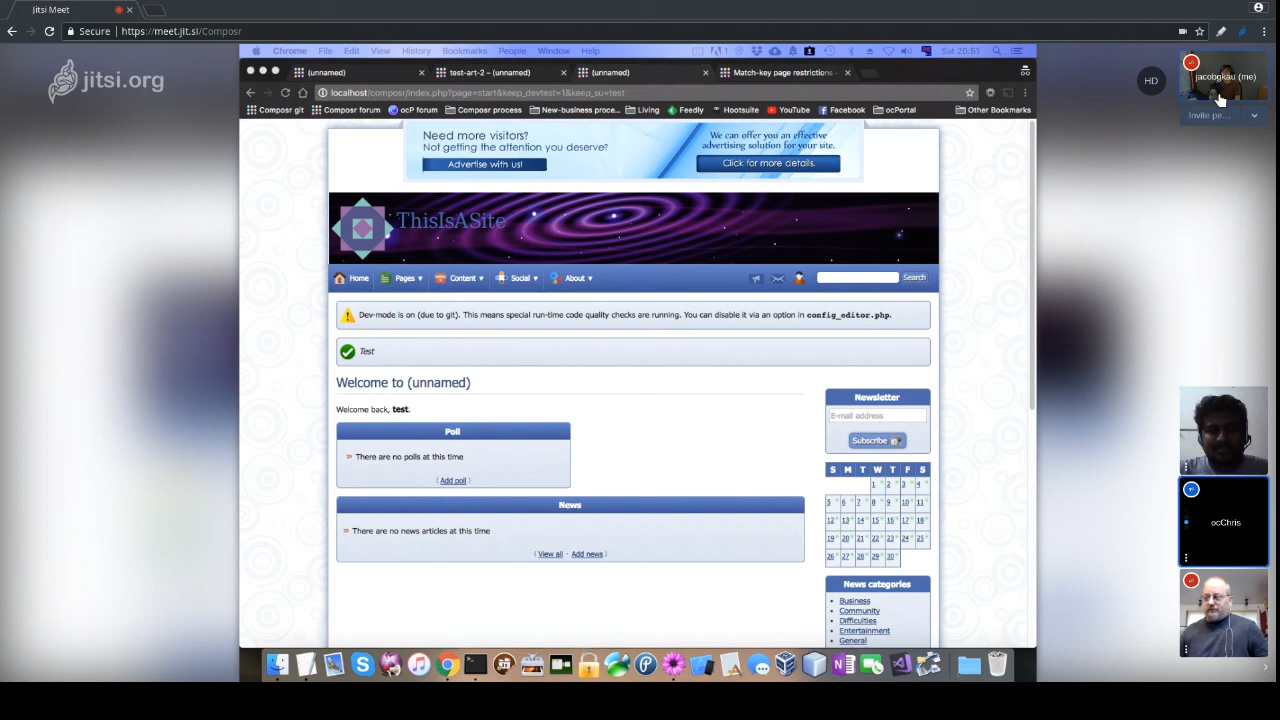 Jitsi Meet
Secure | https://meet.jit.si/Composr
jitsi.org
HD
jacobgkau (me)
Invite pe...
Chrome File Edit View History Bookmarks People Window Help
Sat 20:51
(unnamed)
test-art-2 – (unnamed)
(unnamed)
Match-key page restrictions
localhost/composr/index.php?page=start&keep_devtest=1&keep_su=test
Composr git
Composr forum
ocP forum
Composr process
New-business proce...
Living
Feedly
Hootsuite
YouTube
Facebook
ocPortal
Other Bookmarks
Need more visitors?
Not getting the attention you deserve?
Advertise with us!
We can offer you an effective
advertising solution for your site.
Click for more details.
ThisIsASite
Home
Pages
Content
Social
About
Search
Dev-mode is on (due to git). This means special run-time code quality checks are running. You can disable it via an option in config_editor.php.
Test
Welcome to (unnamed)
Welcome back, test.
Poll
There are no polls at this time
( Add poll )
News
There are no news articles at this time
( View all · Add news )
Newsletter
E-mail address
Subscribe
S M T W T F S
1 2 3 4
5 6 7 8 9 10 11
12 13 14 15 16 17 18
19 20 21 22 23 24 25
26 27 28 29 30
News categories
Business
Community
Difficulties
Entertainment
General
ocChris